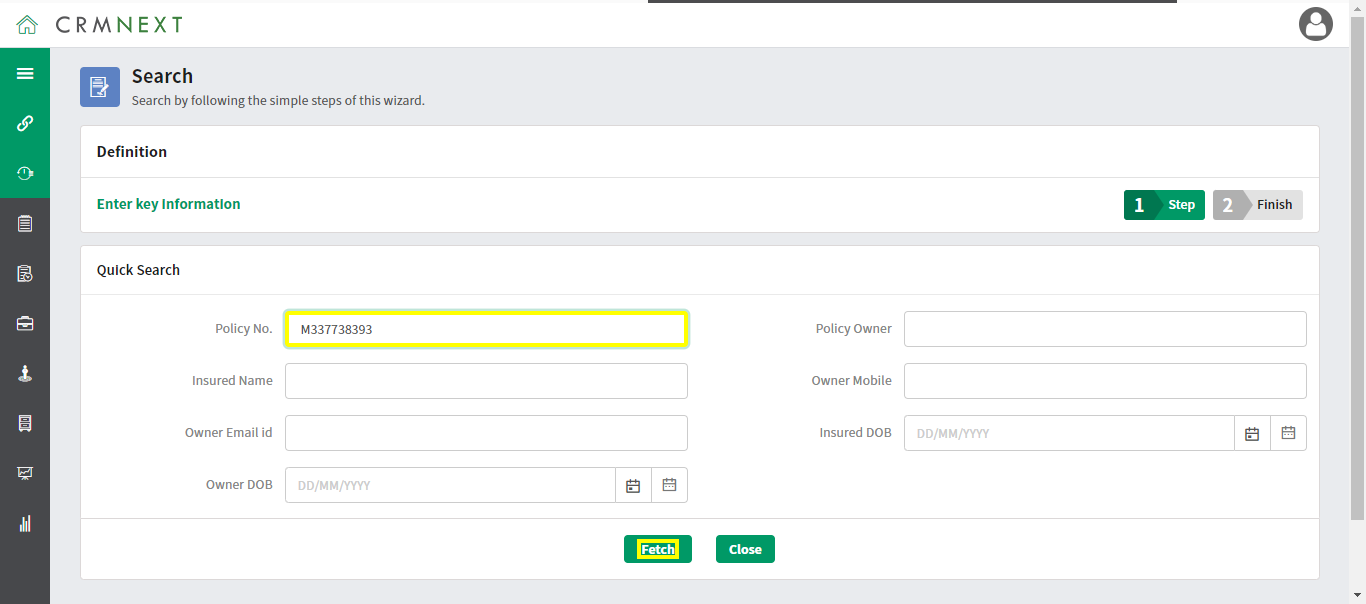 CRMNEXT
Search
Search by following the simple steps of this wizard.
Definition
Enter key Information
1 Step 2 Finish
Quick Search
Policy No. M337738393 Policy Owner
Insured Name Owner Mobile
Owner Email id Insured DOB DD/MM/YYYY
Owner DOB DD/MM/YYYY
Fetch Close